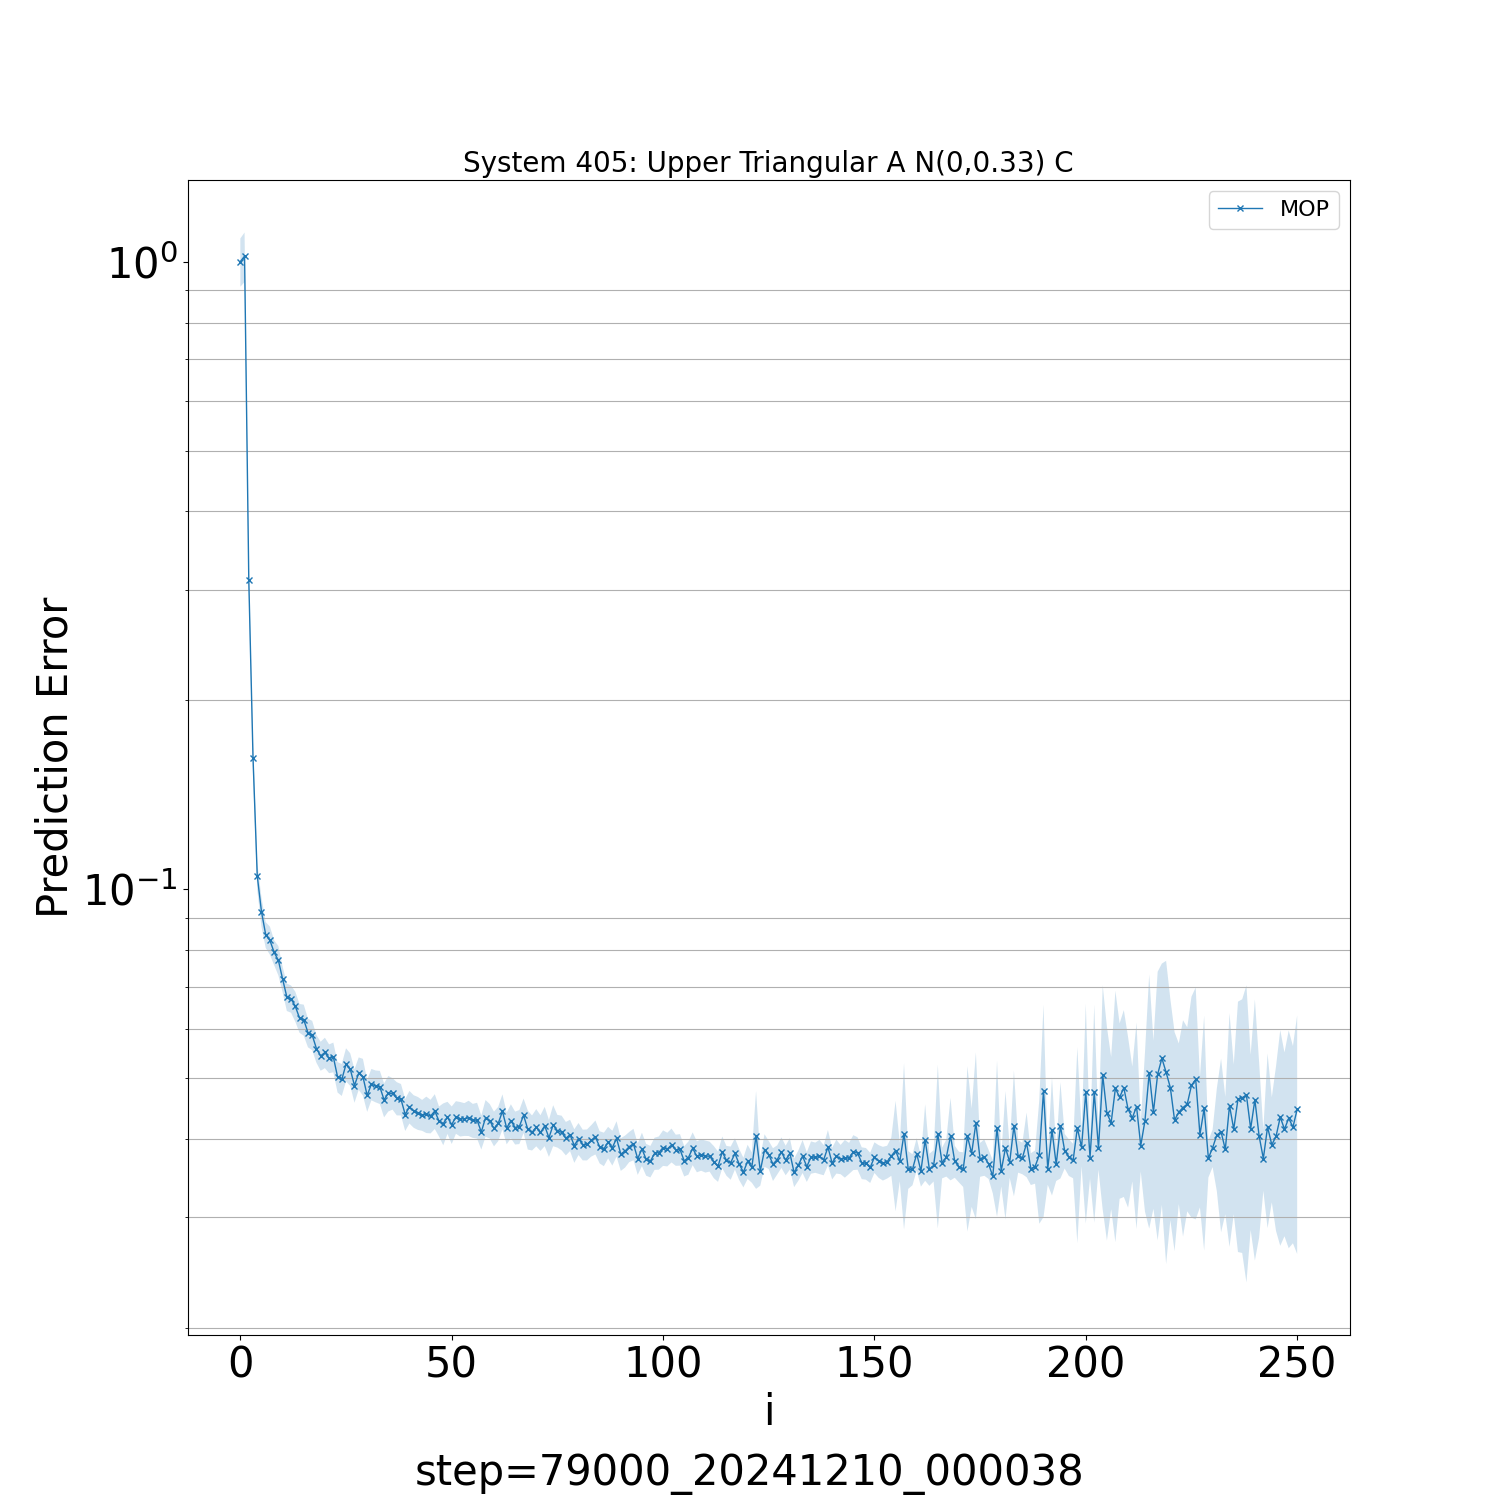 System 405: Upper Triangular A N(0,0.33) C
MOP
10⁰
10⁻¹
Prediction Error
0 50 100 150 200 250
i
step=79000_20241210_000038